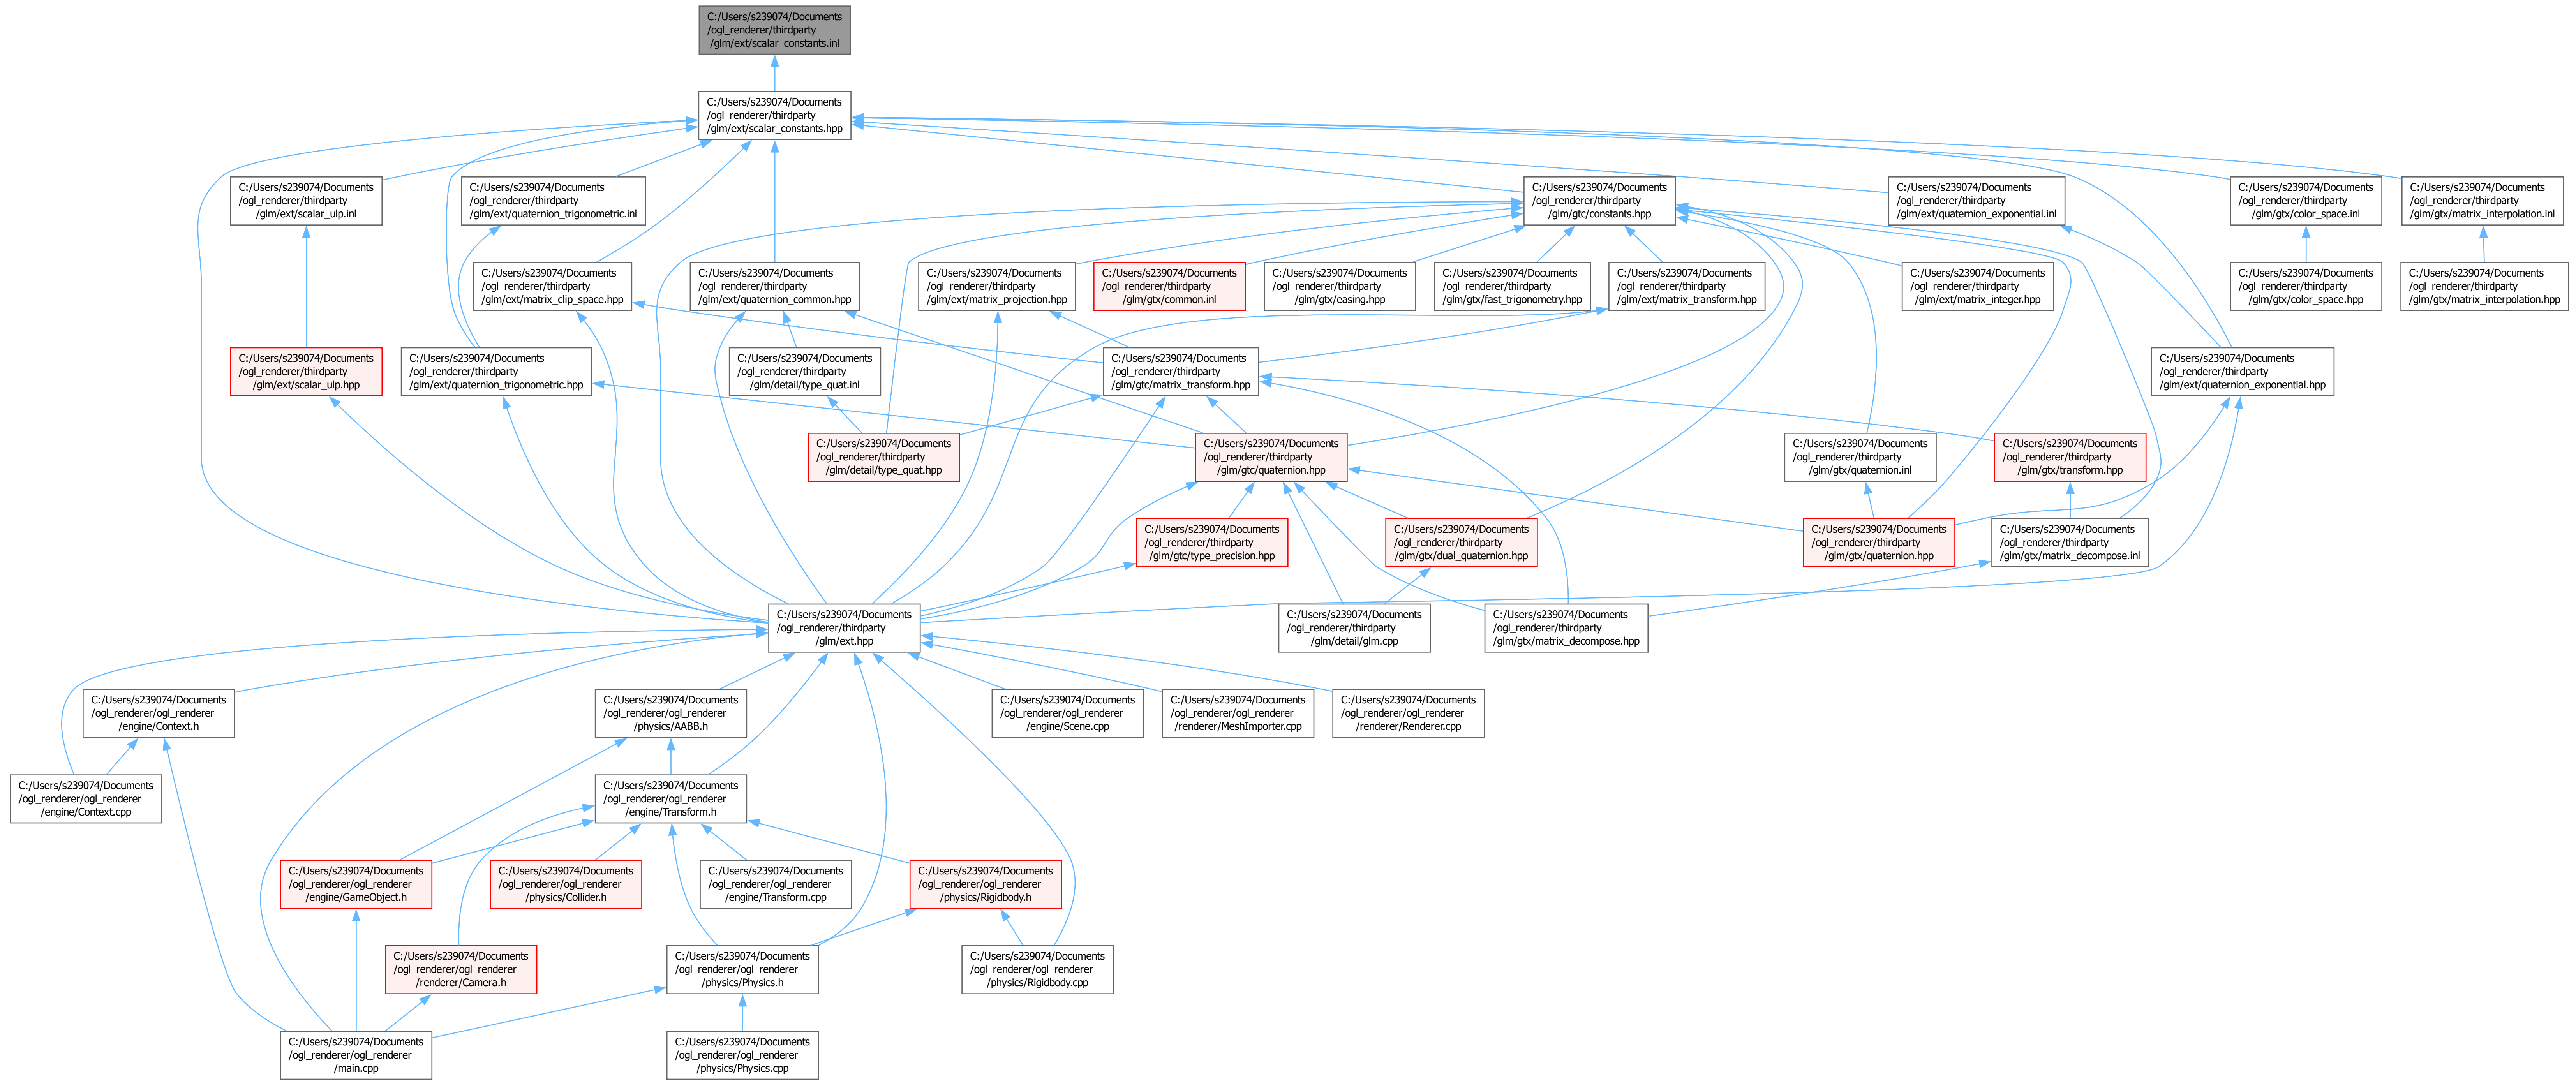 C:/Users/s239074/Documents
/ogl_renderer/thirdparty
/glm/ext/scalar_constants.inl
C:/Users/s239074/Documents
/ogl_renderer/thirdparty
/glm/ext/scalar_constants.hpp
C:/Users/s239074/Documents
/ogl_renderer/thirdparty
/glm/ext/scalar_ulp.inl
C:/Users/s239074/Documents
/ogl_renderer/thirdparty
/glm/ext/quaternion_trigonometric.inl
C:/Users/s239074/Documents
/ogl_renderer/thirdparty
/glm/gtc/constants.hpp
C:/Users/s239074/Documents
/ogl_renderer/thirdparty
/glm/ext/quaternion_exponential.inl
C:/Users/s239074/Documents
/ogl_renderer/thirdparty
/glm/gtx/color_space.inl
C:/Users/s239074/Documents
/ogl_renderer/thirdparty
/glm/gtx/matrix_interpolation.inl
C:/Users/s239074/Documents
/ogl_renderer/thirdparty
/glm/ext/matrix_clip_space.hpp
C:/Users/s239074/Documents
/ogl_renderer/thirdparty
/glm/ext/quaternion_common.hpp
C:/Users/s239074/Documents
/ogl_renderer/thirdparty
/glm/ext/matrix_projection.hpp
C:/Users/s239074/Documents
/ogl_renderer/thirdparty
/glm/gtx/common.inl
C:/Users/s239074/Documents
/ogl_renderer/thirdparty
/glm/gtx/easing.hpp
C:/Users/s239074/Documents
/ogl_renderer/thirdparty
/glm/gtx/fast_trigonometry.hpp
C:/Users/s239074/Documents
/ogl_renderer/thirdparty
/glm/ext/matrix_transform.hpp
C:/Users/s239074/Documents
/ogl_renderer/thirdparty
/glm/ext/matrix_integer.hpp
C:/Users/s239074/Documents
/ogl_renderer/thirdparty
/glm/gtx/color_space.hpp
C:/Users/s239074/Documents
/ogl_renderer/thirdparty
/glm/gtx/matrix_interpolation.hpp
C:/Users/s239074/Documents
/ogl_renderer/thirdparty
/glm/ext/scalar_ulp.hpp
C:/Users/s239074/Documents
/ogl_renderer/thirdparty
/glm/ext/quaternion_trigonometric.hpp
C:/Users/s239074/Documents
/ogl_renderer/thirdparty
/glm/detail/type_quat.inl
C:/Users/s239074/Documents
/ogl_renderer/thirdparty
/glm/gtc/matrix_transform.hpp
C:/Users/s239074/Documents
/ogl_renderer/thirdparty
/glm/ext/quaternion_exponential.hpp
C:/Users/s239074/Documents
/ogl_renderer/thirdparty
/glm/detail/type_quat.hpp
C:/Users/s239074/Documents
/ogl_renderer/thirdparty
/glm/gtc/quaternion.hpp
C:/Users/s239074/Documents
/ogl_renderer/thirdparty
/glm/gtx/quaternion.inl
C:/Users/s239074/Documents
/ogl_renderer/thirdparty
/glm/gtx/transform.hpp
C:/Users/s239074/Documents
/ogl_renderer/thirdparty
/glm/gtc/type_precision.hpp
C:/Users/s239074/Documents
/ogl_renderer/thirdparty
/glm/gtx/dual_quaternion.hpp
C:/Users/s239074/Documents
/ogl_renderer/thirdparty
/glm/gtx/quaternion.hpp
C:/Users/s239074/Documents
/ogl_renderer/thirdparty
/glm/gtx/matrix_decompose.inl
C:/Users/s239074/Documents
/ogl_renderer/thirdparty
/glm/ext.hpp
C:/Users/s239074/Documents
/ogl_renderer/thirdparty
/glm/detail/glm.cpp
C:/Users/s239074/Documents
/ogl_renderer/thirdparty
/glm/gtx/matrix_decompose.hpp
C:/Users/s239074/Documents
/ogl_renderer/ogl_renderer
/engine/Context.h
C:/Users/s239074/Documents
/ogl_renderer/ogl_renderer
/physics/AABB.h
C:/Users/s239074/Documents
/ogl_renderer/ogl_renderer
/engine/Scene.cpp
C:/Users/s239074/Documents
/ogl_renderer/ogl_renderer
/renderer/MeshImporter.cpp
C:/Users/s239074/Documents
/ogl_renderer/ogl_renderer
/renderer/Renderer.cpp
C:/Users/s239074/Documents
/ogl_renderer/ogl_renderer
/engine/Context.cpp
C:/Users/s239074/Documents
/ogl_renderer/ogl_renderer
/engine/Transform.h
C:/Users/s239074/Documents
/ogl_renderer/ogl_renderer
/engine/GameObject.h
C:/Users/s239074/Documents
/ogl_renderer/ogl_renderer
/physics/Collider.h
C:/Users/s239074/Documents
/ogl_renderer/ogl_renderer
/engine/Transform.cpp
C:/Users/s239074/Documents
/ogl_renderer/ogl_renderer
/physics/Rigidbody.h
C:/Users/s239074/Documents
/ogl_renderer/ogl_renderer
/renderer/Camera.h
C:/Users/s239074/Documents
/ogl_renderer/ogl_renderer
/physics/Physics.h
C:/Users/s239074/Documents
/ogl_renderer/ogl_renderer
/physics/Rigidbody.cpp
C:/Users/s239074/Documents
/ogl_renderer/ogl_renderer
/main.cpp
C:/Users/s239074/Documents
/ogl_renderer/ogl_renderer
/physics/Physics.cpp